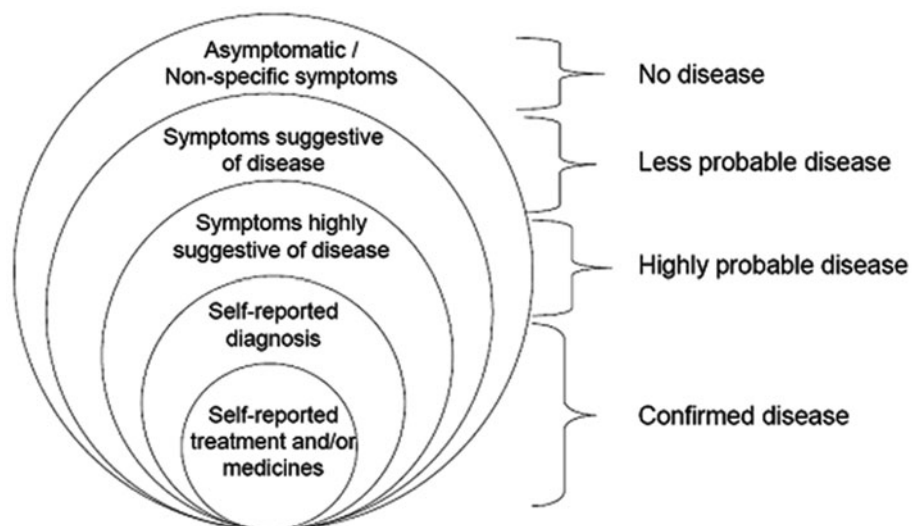 Asymptomatic /
Non-specific symptoms
No disease
Symptoms suggestive
of disease
Less probable disease
Symptoms highly
suggestive of disease
Highly probable disease
Self-reported
diagnosis
Self-reported
treatment and/or
medicines
Confirmed disease